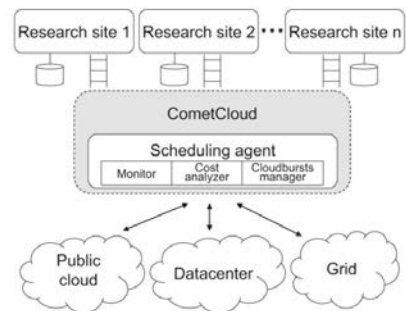 Research site 1
Research site 2
•••
Research site n
CometCloud
Scheduling agent
Monitor
Cost
analyzer
Cloudbursts
manager
Public
cloud
Datacenter
Grid